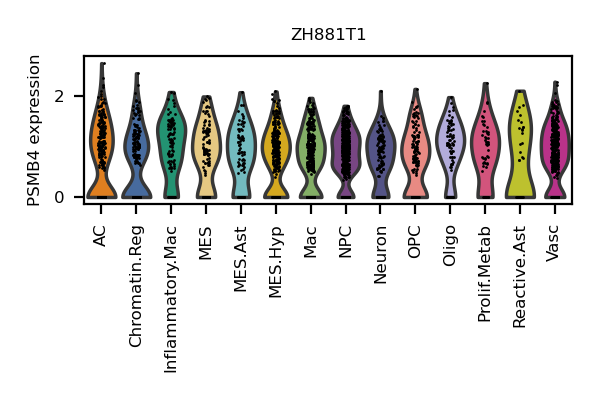 ZH881T1
PSMB4 expression
2
0
AC
Chromatin.Reg
Inflammatory.Mac
MES
MES.Ast
MES.Hyp
Mac
NPC
Neuron
OPC
Oligo
Prolif.Metab
Reactive.Ast
Vasc